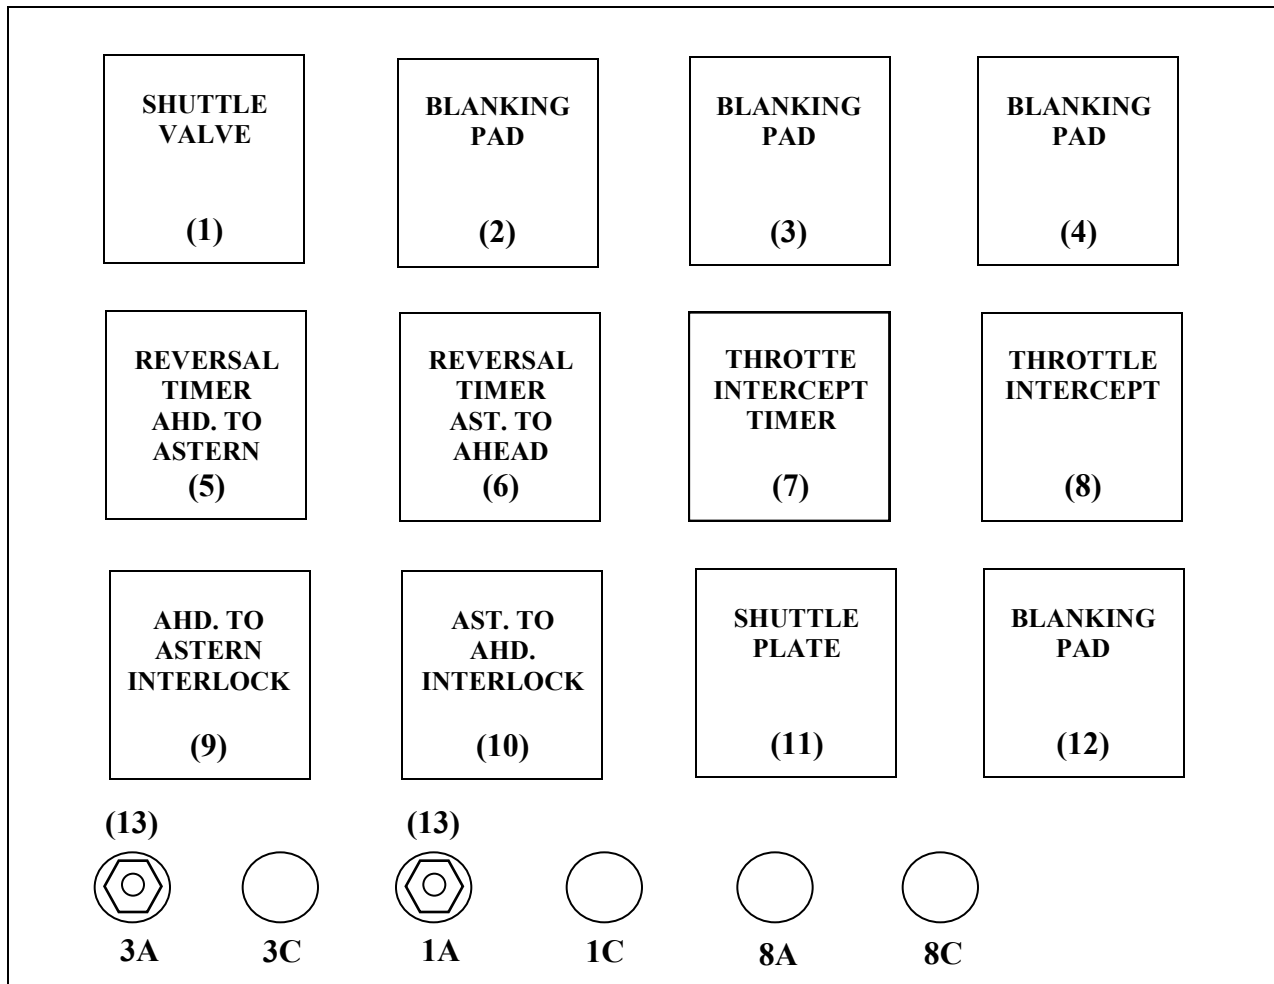 SHUTTLE
VALVE
(1)
BLANKING
PAD
(2)
BLANKING
PAD
(3)
BLANKING
PAD
(4)
REVERSAL
TIMER
AHD. TO
ASTERN
(5)
REVERSAL
TIMER
AST. TO
AHEAD
(6)
THROTTE
INTERCEPT
TIMER
(7)
THROTTLE
INTERCEPT
(8)
AHD. TO
ASTERN
INTERLOCK
(9)
AST. TO
AHD.
INTERLOCK
(10)
SHUTTLE
PLATE
(11)
BLANKING
PAD
(12)
(13)
(13)
3A
3C
1A
1C
8A
8C